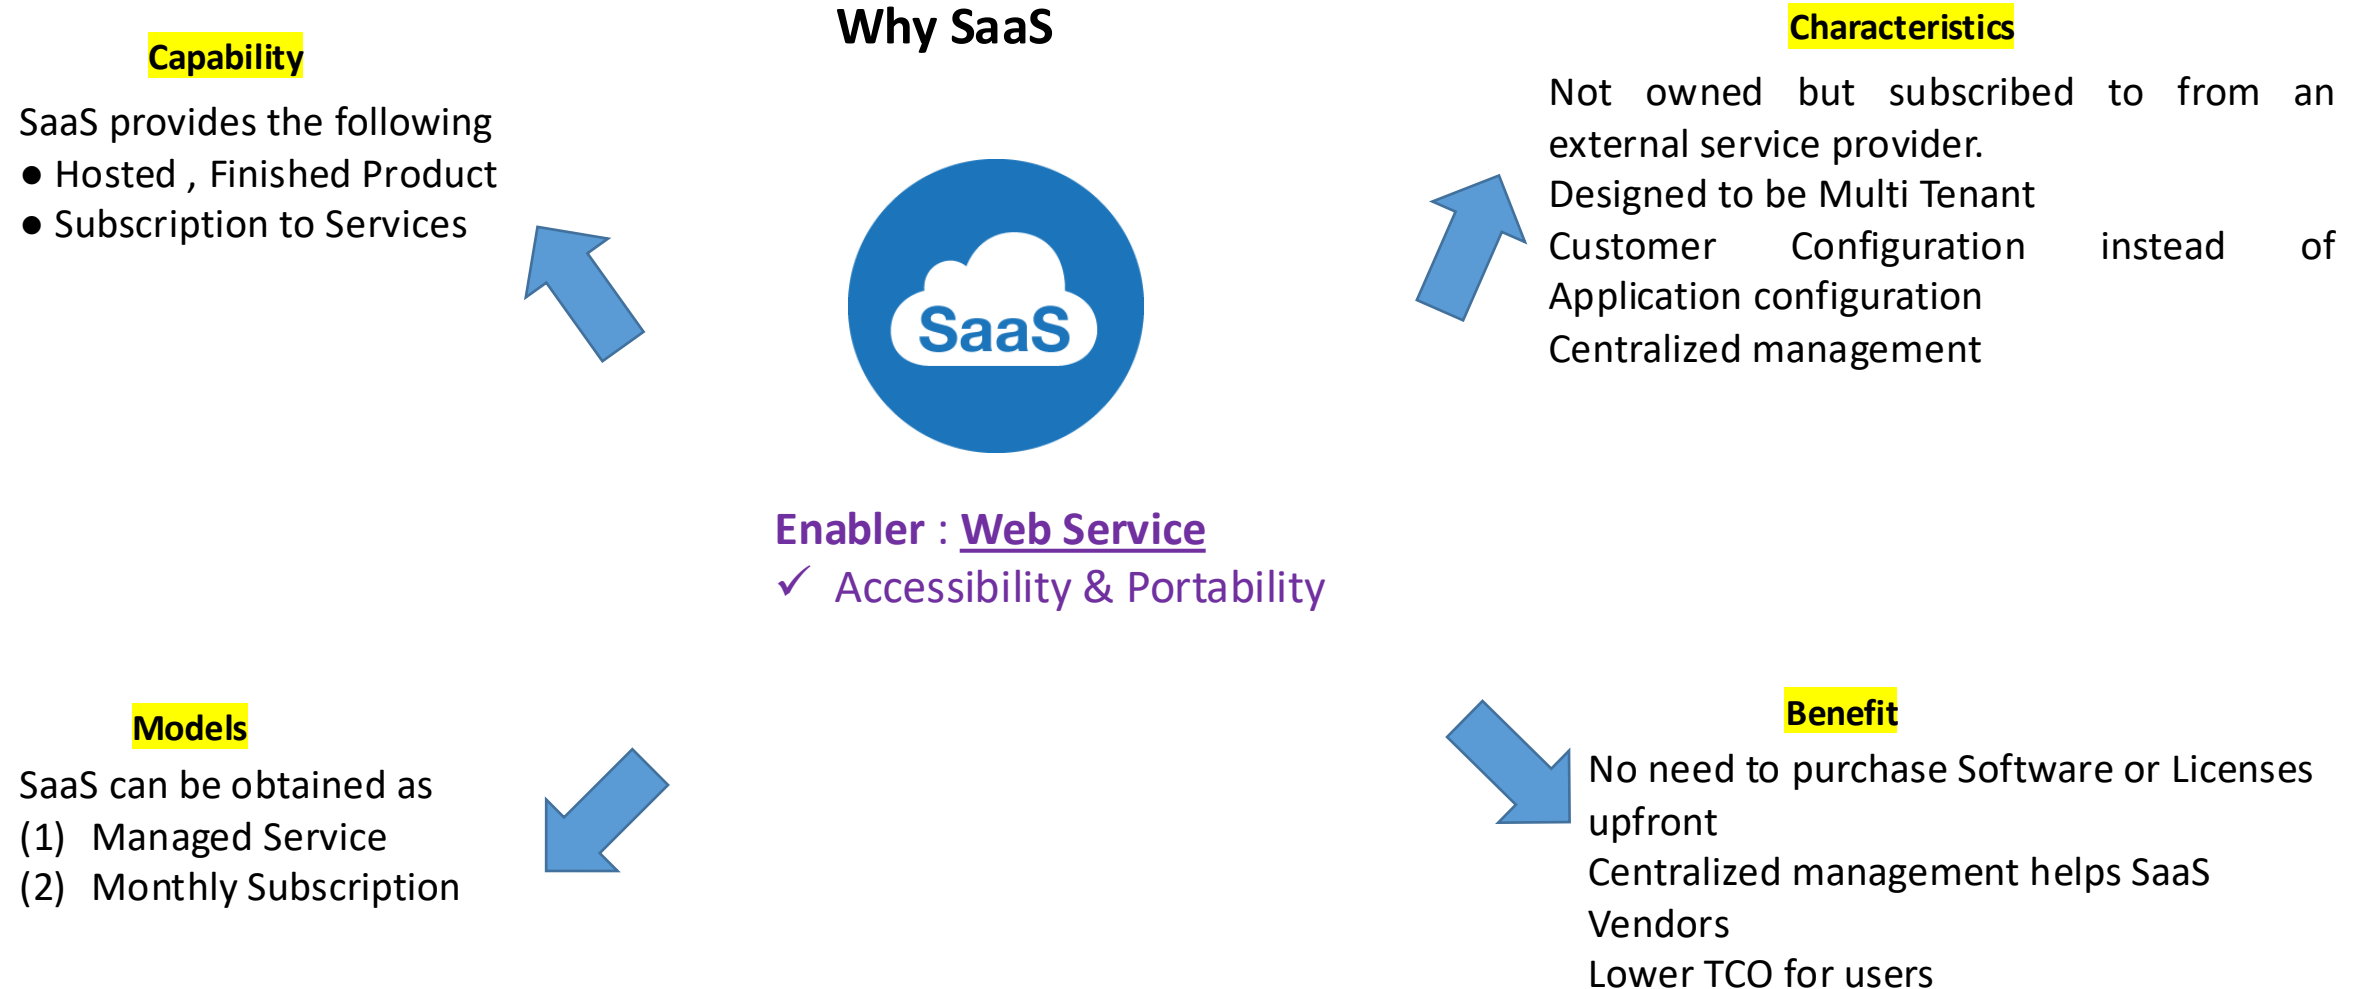 Why SaaS
Capability
SaaS provides the following
● Hosted , Finished Product
● Subscription to Services
Characteristics
Not owned but subscribed to from an
external service provider.
Designed to be Multi Tenant
Customer Configuration instead of
Application configuration
Centralized management
SaaS
Enabler : Web Service
✓ Accessibility & Portability
Models
SaaS can be obtained as
(1) Managed Service
(2) Monthly Subscription
Benefit
No need to purchase Software or Licenses
upfront
Centralized management helps SaaS
Vendors
Lower TCO for users